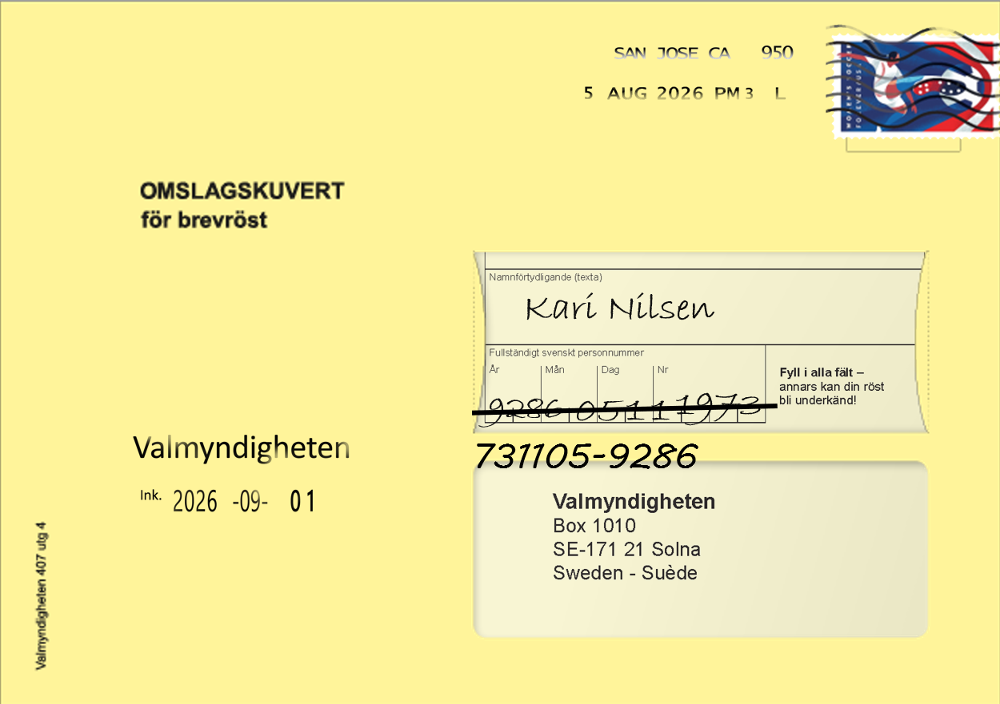 SAN JOSE CA 950
5 AUG 2026 PM 3 L
WOMEN'S SOCCER
FOREVER/USA
OMSLAGSKUVERT
för brevröst
Namnförtydligande (texta)
Kari Nilsen
Fullständigt svenskt personnummer
År Mån Dag Nr
9286 05 11 1973
Fyll i alla fält –
annars kan din röst
bli underkänd!
731105-9286
Valmyndigheten
Ink. 2026 -09- 01
Valmyndigheten
Box 1010
SE-171 21 Solna
Sweden - Suède
Valmyndigheten 407 utg 4